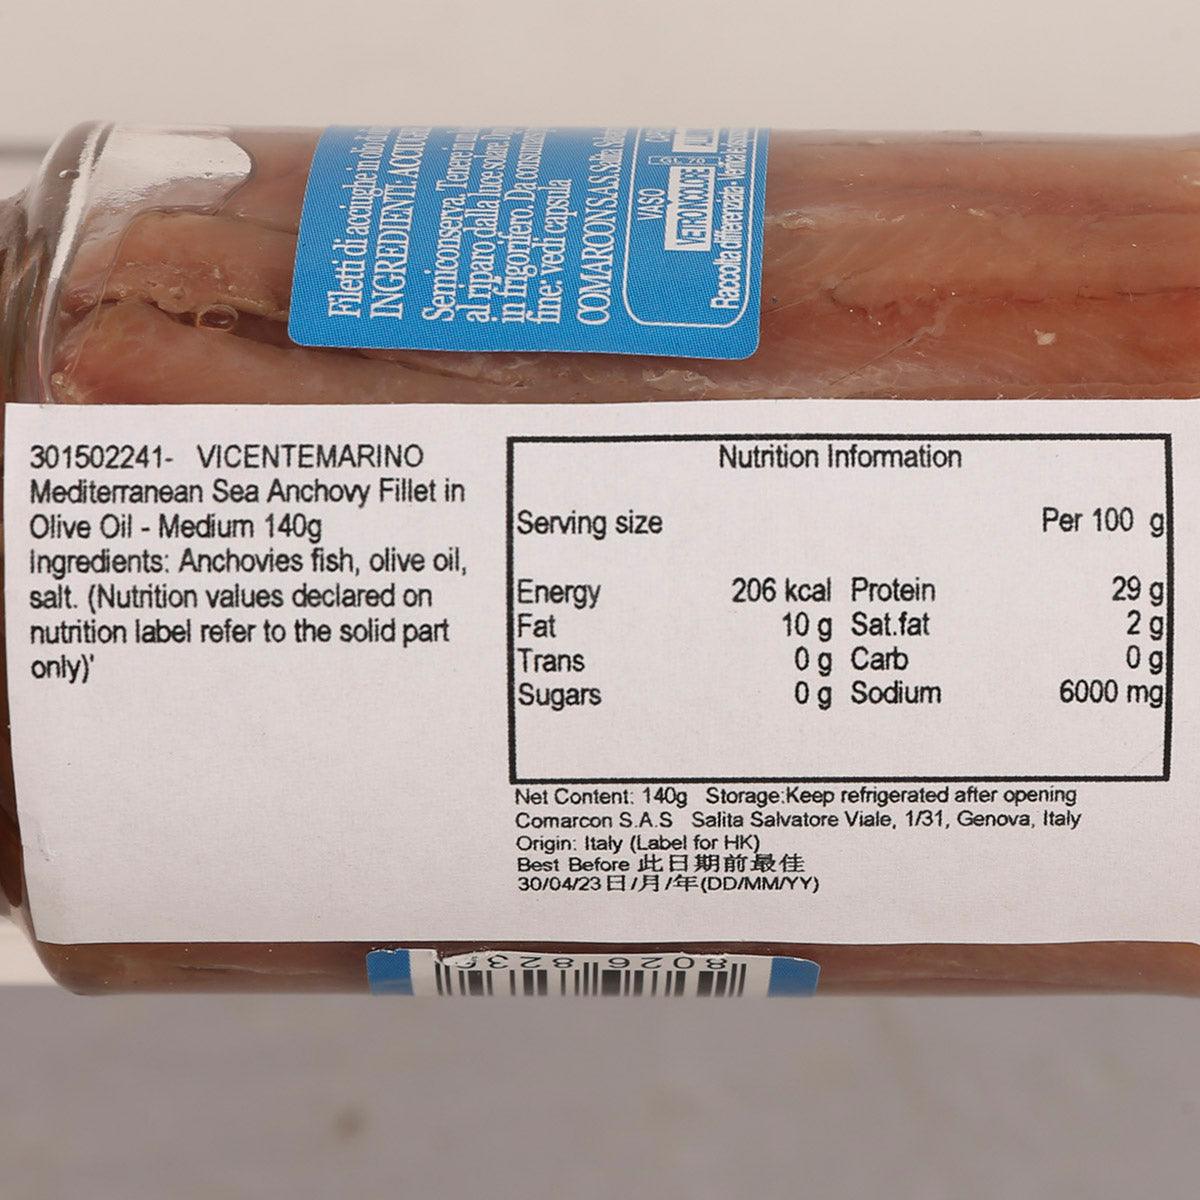 Filetti di acciughe in olio di
INGREDIENTI: ACCIUGHE
Semiconserva. Tenere in
al riparo dalla luce solare.
in frigorifero. Da consumarsi
fine: vedi capsula
VASO
GL 70
VETRO/VOLUCRE
Raccolta differenziata.
301502241- VICENTEMARINO
Mediterranean Sea Anchovy Fillet in
Olive Oil - Medium 140g
Ingredients: Anchovies fish, olive oil,
salt. (Nutrition values declared on
nutrition label refer to the solid part
only)'
Nutrition Information
Serving size Per 100 g
Energy 206 kcal Protein 29 g
Fat 10 g Sat.fat 2 g
Trans 0 g Carb 0 g
Sugars 0 g Sodium 6000 mg
Net Content: 140g Storage:Keep refrigerated after opening
Comarcon S.A.S Salita Salvatore Viale, 1/31, Genova, Italy
Origin: Italy (Label for HK)
Best Before 此日期前最佳
30/04/23日/月/年(DD/MM/YY)
8026823